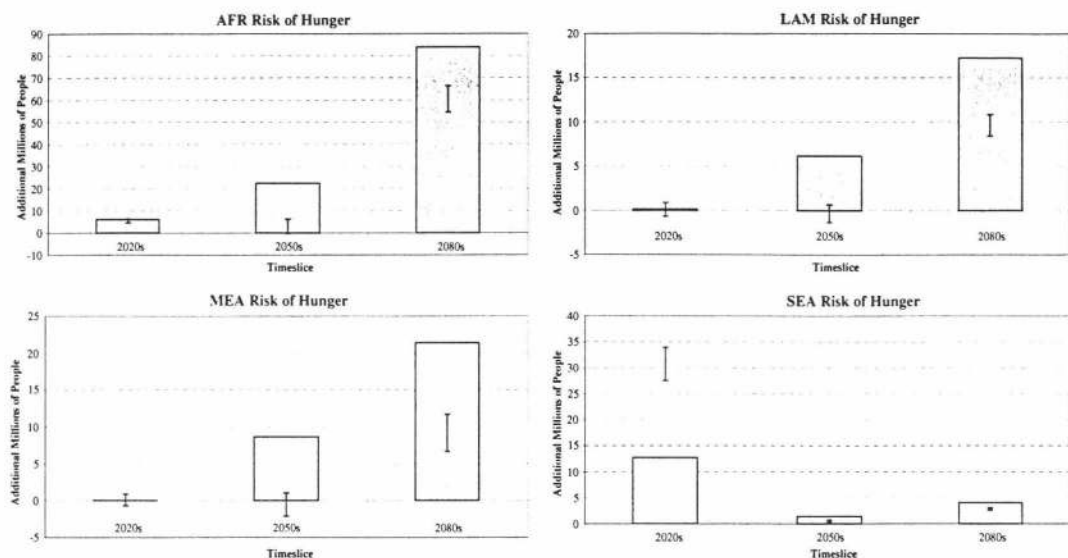 AFR Risk of Hunger
Additional Millions of People
90
80
70
60
50
40
30
20
10
0
-10
2020s
2050s
2080s
Timeslice
LAM Risk of Hunger
Additional Millions of People
20
15
10
5
0
-5
2020s
2050s
2080s
Timeslice
MEA Risk of Hunger
Additional Millions of People
25
20
15
10
5
0
-5
2020s
2050s
2080s
Timeslice
SEA Risk of Hunger
Additional Millions of People
40
35
30
25
20
15
10
5
0
2020s
2050s
2080s
Timeslice